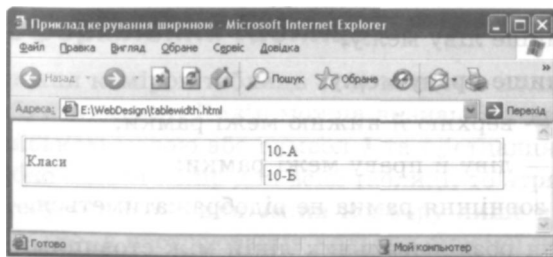 Приклад керування шириною - Microsoft Internet Explorer
Файл Правка Вигляд Обране Сервіс Довідка
Назад Пошук Обране
Адреса: E:\WebDesign\tablewidth.html Перехід
Класи
10-А
10-Б
Готово Мой компьютер